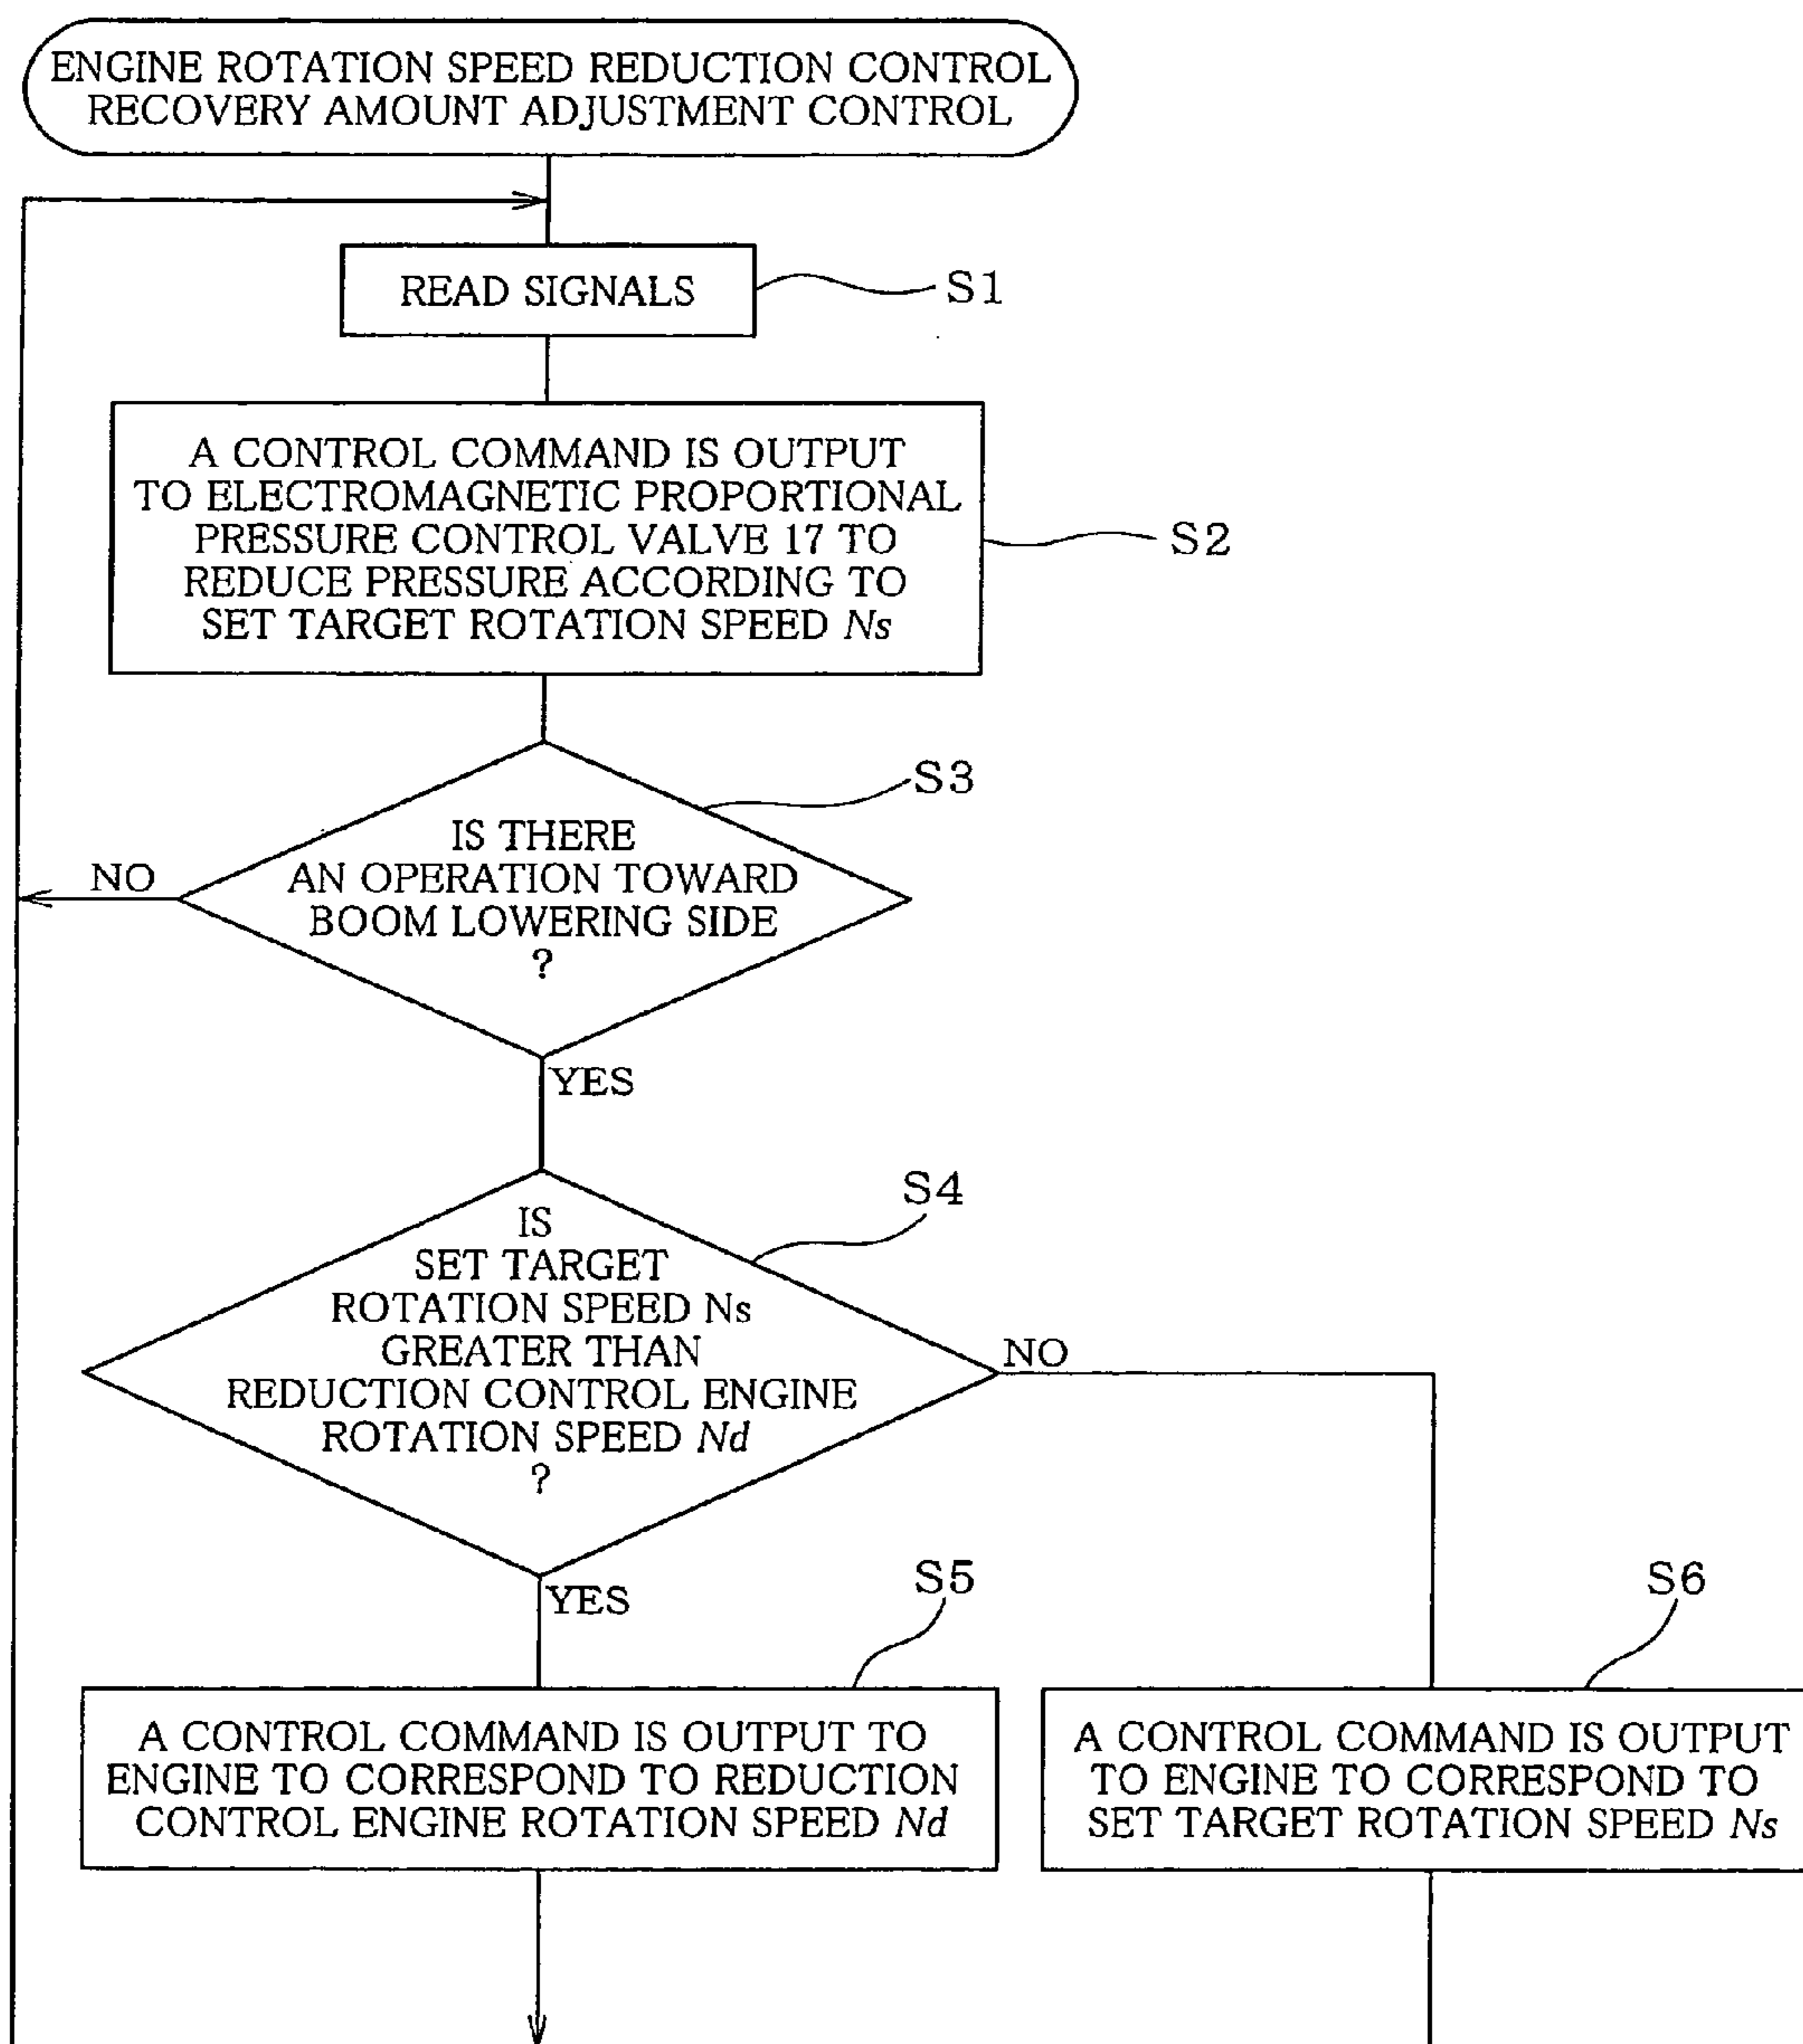 ENGINE ROTATION SPEED REDUCTION CONTROL
RECOVERY AMOUNT ADJUSTMENT CONTROL
READ SIGNALS
S1
A CONTROL COMMAND IS OUTPUT
TO ELECTROMAGNETIC PROPORTIONAL
PRESSURE CONTROL VALVE 17 TO
REDUCE PRESSURE ACCORDING TO
SET TARGET ROTATION SPEED Ns
S2
S3
IS THERE
AN OPERATION TOWARD
BOOM LOWERING SIDE
?
NO
YES
S4
IS
SET TARGET
ROTATION SPEED Ns
GREATER THAN
REDUCTION CONTROL ENGINE
ROTATION SPEED Nd
?
NO
YES
S5
A CONTROL COMMAND IS OUTPUT TO
ENGINE TO CORRESPOND TO REDUCTION
CONTROL ENGINE ROTATION SPEED Nd
S6
A CONTROL COMMAND IS OUTPUT
TO ENGINE TO CORRESPOND TO
SET TARGET ROTATION SPEED Ns